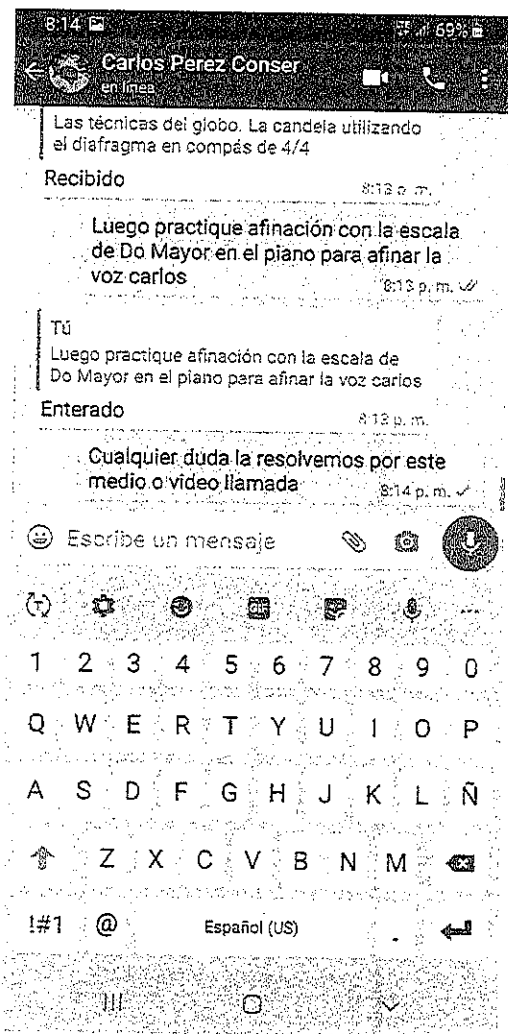 8:14 69%
Carlos Perez Conser
en línea
Las técnicas del globo. La candela utilizando
el diafragma en compás de 4/4
Recibido
8:13 p. m.
Luego practique afinación con la escala
de Do Mayor en el piano para afinar la
voz carlos
8:13 p. m.
Tú
Luego practique afinación con la escala de
Do Mayor en el piano para afinar la voz carlos
Enterado
8:13 p. m.
Cualquier duda la resolvemos por este
medio o video llamada
8:14 p. m.
Escribe un mensaje
1 2 3 4 5 6 7 8 9 0
Q W E R T Y U I O P
A S D F G H J K L Ñ
Z X C V B N M
!#1 @ Español (US) .